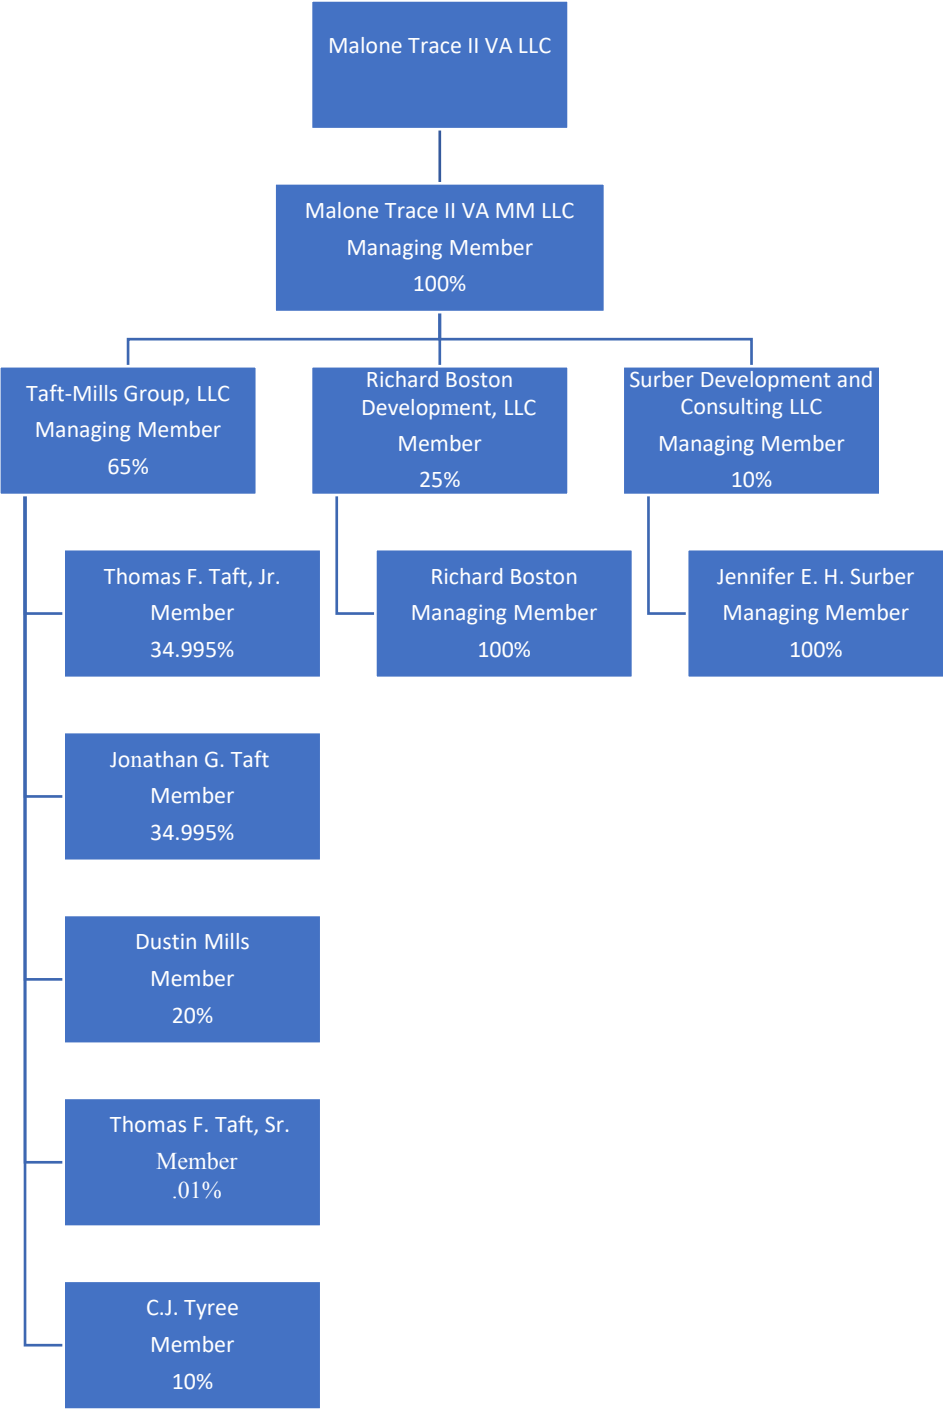 Malone Trace II VA LLC
Malone Trace II VA MM LLC
Managing Member
100%
Taft-Mills Group, LLC
Managing Member
65%
Richard Boston
Development, LLC
Member
25%
Surber Development and
Consulting LLC
Managing Member
10%
Thomas F. Taft, Jr.
Member
34.995%
Richard Boston
Managing Member
100%
Jennifer E. H. Surber
Managing Member
100%
Jonathan G. Taft
Member
34.995%
Dustin Mills
Member
20%
Thomas F. Taft, Sr.
Member
.01%
C.J. Tyree
Member
10%